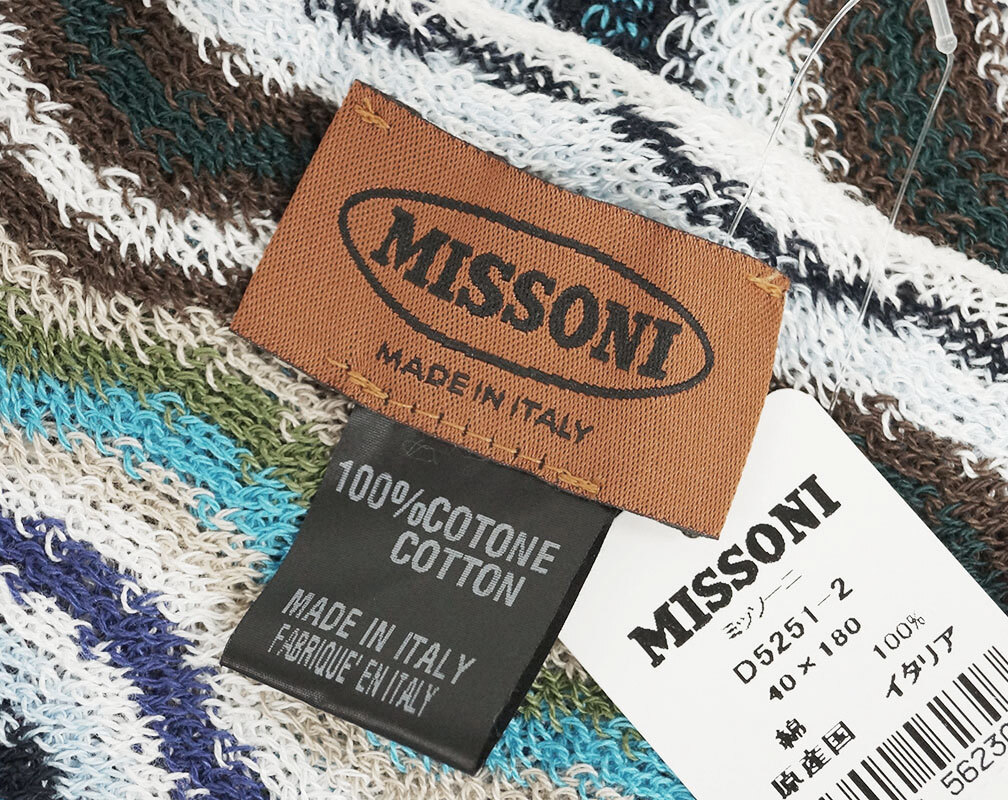 MISSONI
MADE IN ITALY
100%COTONE
COTTON
MADE IN ITALY
FABRIQUE' EN ITALY
MISSONI
ミッソーニ
D5251-2
40×180
綿 100%
原産国 イタリア